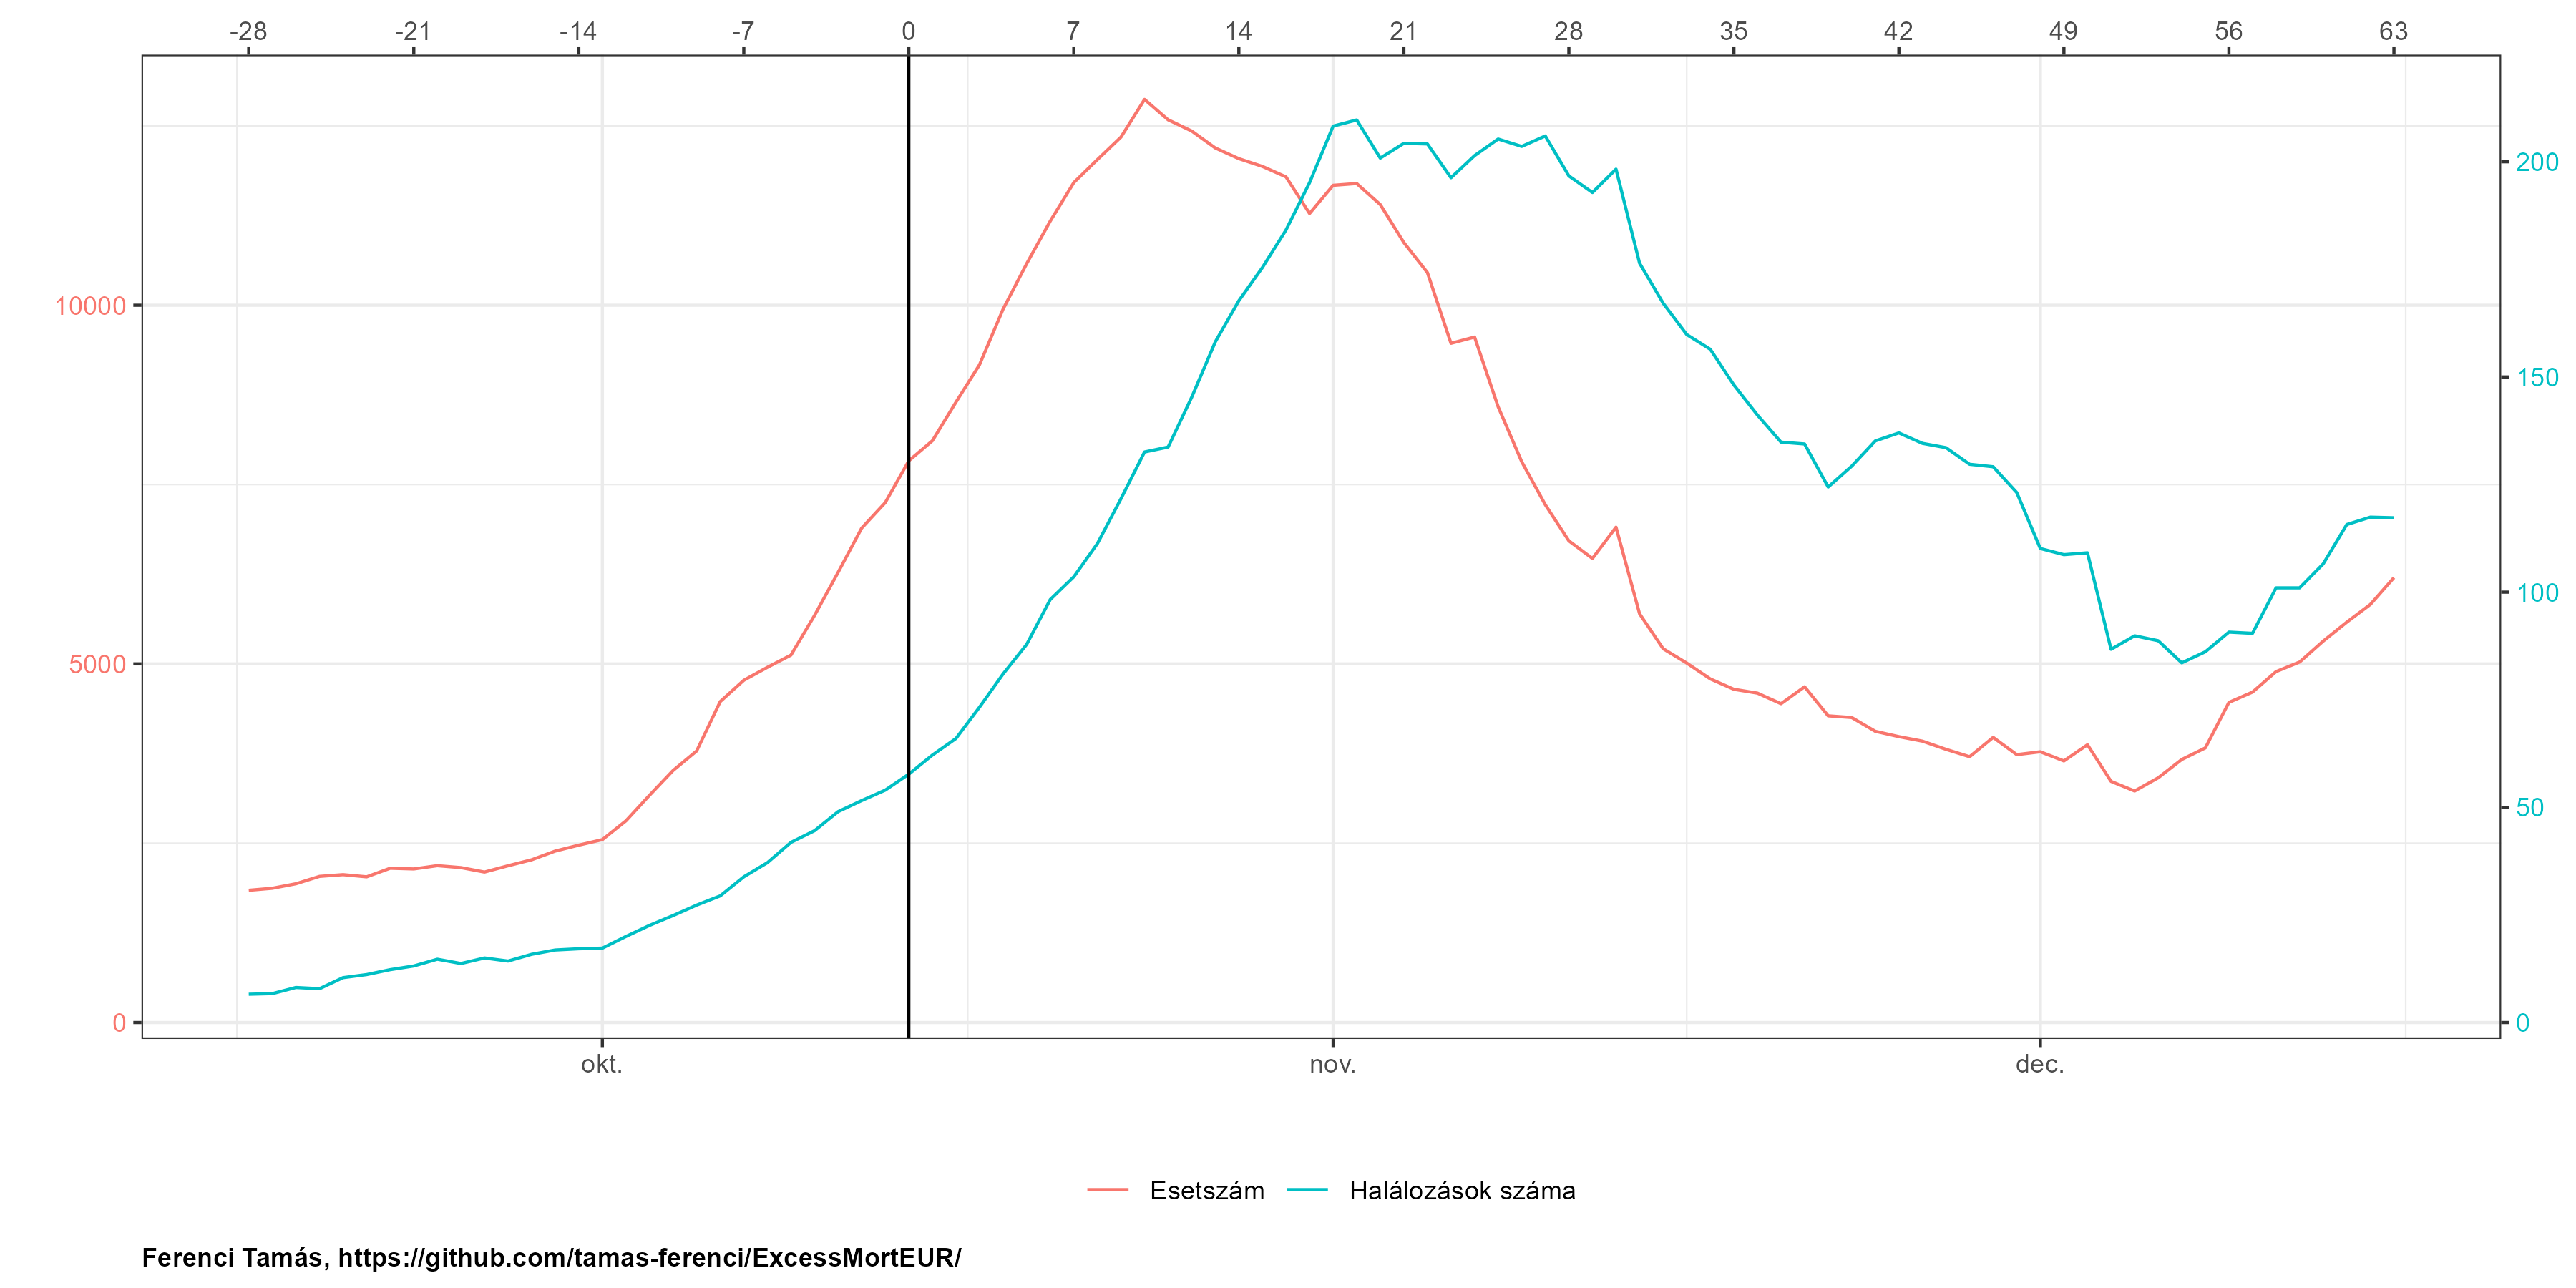 -28 -21 -14 -7 0 7 14 21 28 35 42 49 56 63
10000
5000
0
200
150
100
50
0
okt. nov. dec.
Esetszám Halálozások száma
Ferenci Tamás, https://github.com/tamas-ferenci/ExcessMortEUR/